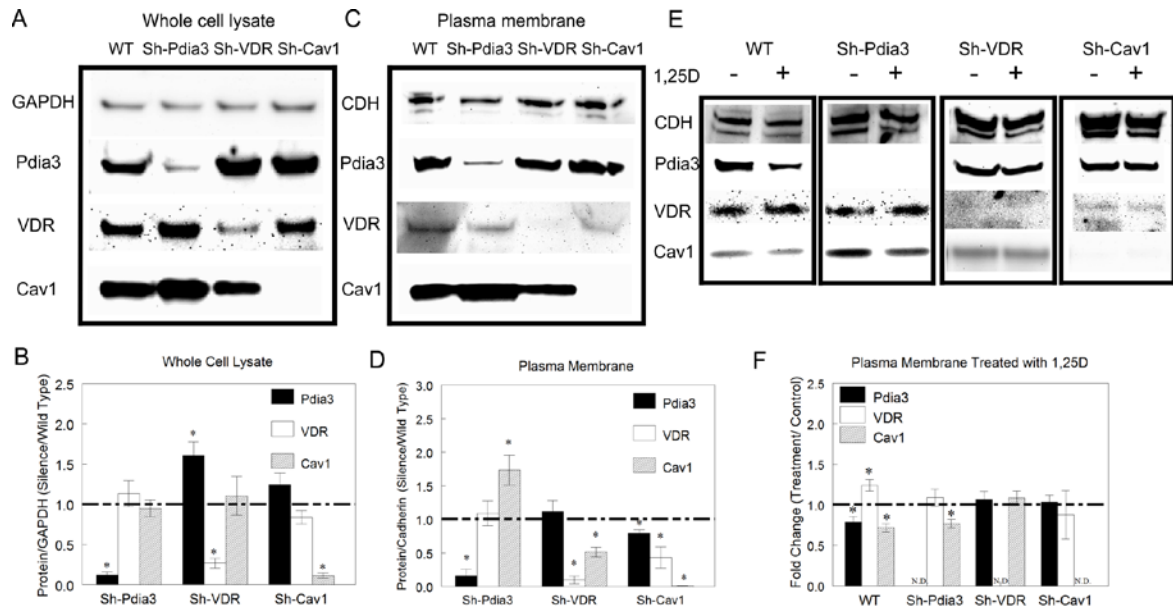 A
Whole cell lysate
WT Sh-Pdia3 Sh-VDR Sh-Cav1
GAPDH
Pdia3
VDR
Cav1
C
Plasma membrane
WT Sh-Pdia3 Sh-VDR Sh-Cav1
CDH
Pdia3
VDR
Cav1
E
WT Sh-Pdia3 Sh-VDR Sh-Cav1
1,25D - + - + - + - +
CDH
Pdia3
VDR
Cav1
B
Whole Cell Lysate
Protein/GAPDH (Silence/Wild Type)
2.5
2.0
1.5
1.0
0.5
0.0
Pdia3
VDR
Cav1
* * * *
Sh-Pdia3 Sh-VDR Sh-Cav1
D
Plasma Membrane
Protein/Cadherin (Silence/Wild Type)
3.0
2.5
2.0
1.5
1.0
0.5
0.0
Pdia3
VDR
Cav1
* * * * * * *
Sh-Pdia3 Sh-VDR Sh-Cav1
F
Plasma Membrane Treated with 1,25D
Fold Change (Treatment/ Control)
2.5
2.0
1.5
1.0
0.5
0.0
Pdia3
VDR
Cav1
* * * *
N.D. N.D. N.D.
WT Sh-Pdia3 Sh-VDR Sh-Cav1